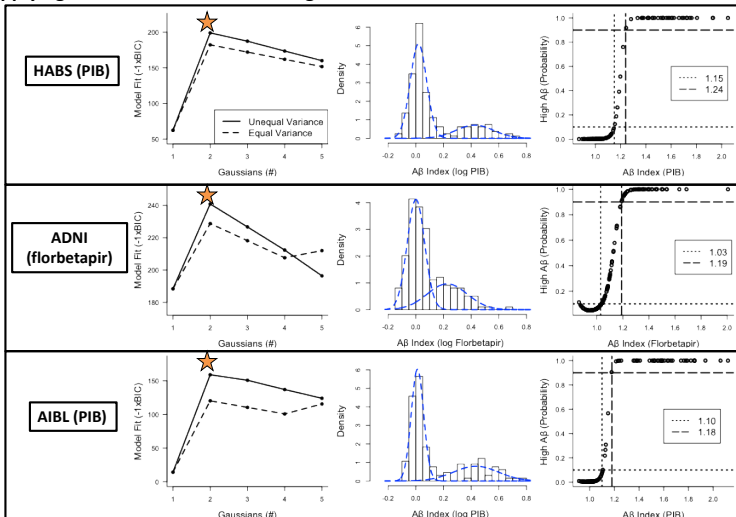 HABS (PIB)
Model Fit (-1xBIC)
200
150
100
50
Unequal Variance
Equal Variance
1 2 3 4 5
Gaussians (#)
Density
6
5
4
3
2
1
0
-0.2 0.0 0.2 0.4 0.6 0.8
Aβ Index (log PIB)
High Aβ (Probability)
1.0
0.8
0.6
0.4
0.2
0.0
1.15
1.24
1.0 1.2 1.4 1.6 1.8 2.0
Aβ Index (PIB)
ADNI
(florbetapir)
Model Fit (-1xBIC)
240
220
200
180
1 2 3 4 5
Gaussians (#)
Density
4
3
2
1
0
-0.2 0.0 0.2 0.4 0.6 0.8
Aβ Index (log Florbetapir)
High Aβ (Probability)
1.0
0.8
0.6
0.4
0.2
0.0
1.03
1.19
1.0 1.2 1.4 1.6 1.8 2.0
Aβ Index (Florbetapir)
AIBL (PIB)
Model Fit (-1xBIC)
150
100
50
0
1 2 3 4 5
Gaussians (#)
Density
6
5
4
3
2
1
0
-0.2 0.0 0.2 0.4 0.6 0.8
Aβ Index (log PIB)
High Aβ (Probability)
1.0
0.8
0.6
0.4
0.2
0.0
1.10
1.18
1.0 1.2 1.4 1.6 1.8 2.0
Aβ Index (PIB)